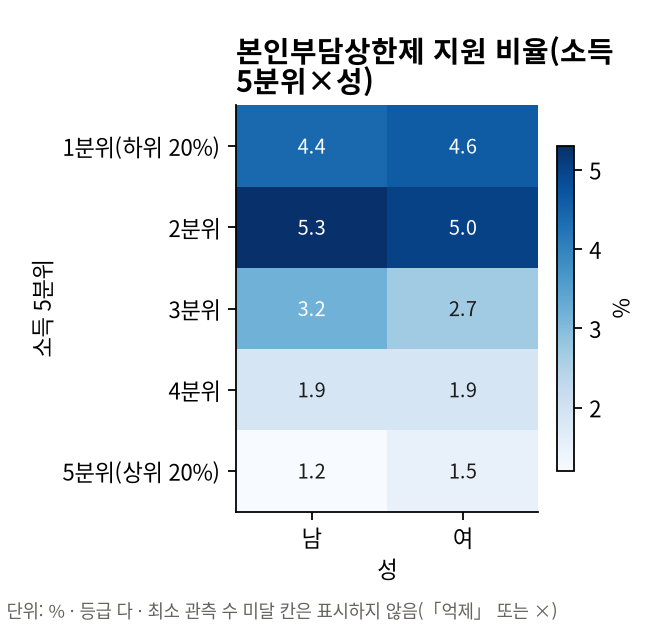 본인부담상한제 지원 비율(소득
5분위×성)
1분위(하위 20%)
4.4
4.6
2분위
5.3
5.0
3분위
3.2
2.7
4분위
1.9
1.9
5분위(상위 20%)
1.2
1.5
소득 5분위
남
여
성
5
4
3
2
%
단위: % · 등급 다 · 최소 관측 수 미달 칸은 표시하지 않음(「억제」 또는 ×)